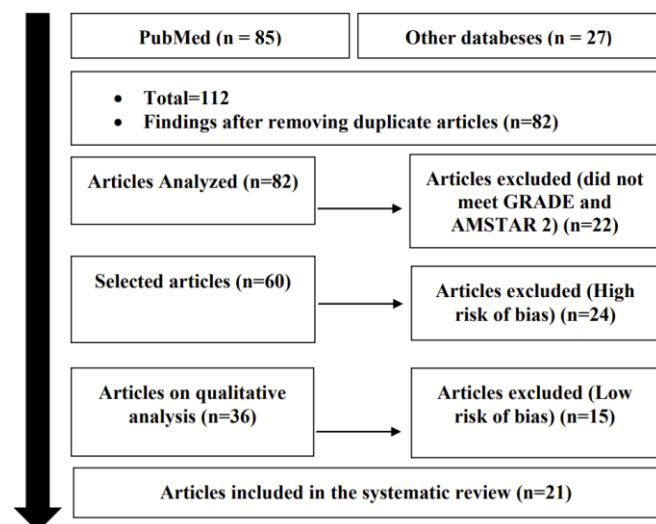 PubMed (n = 85)
Other databeses (n = 27)
• Total=112
• Findings after removing duplicate articles (n=82)
Articles Analyzed (n=82)
Articles excluded (did not
meet GRADE and
AMSTAR 2) (n=22)
Selected articles (n=60)
Articles excluded (High
risk of bias) (n=24)
Articles on qualitative
analysis (n=36)
Articles excluded (Low
risk of bias) (n=15)
Articles included in the systematic review (n=21)